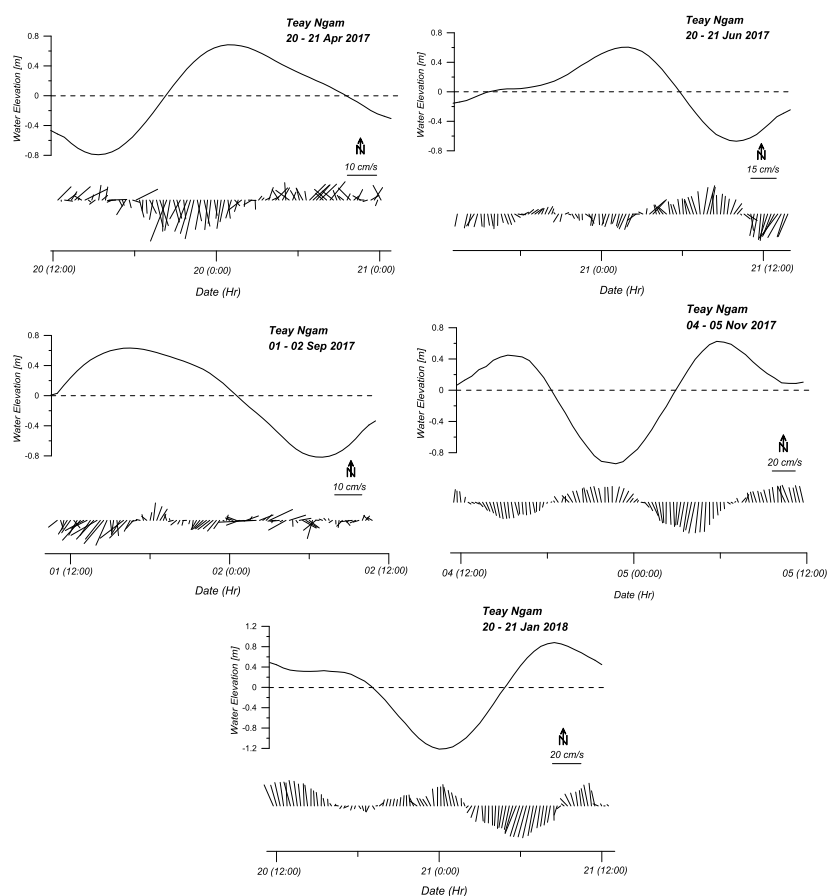 Teay Ngam
20 - 21 Apr 2017
Water Elevation [m]
0.8
0.4
0
-0.4
-0.8
N
10 cm/s
20 (12:00)
20 (0:00)
21 (0:00)
Date (Hr)
Teay Ngam
20 - 21 Jun 2017
Water Elevation [m]
0.8
0.4
0
-0.4
-0.8
N
15 cm/s
21 (0:00)
21 (12:00)
Date (Hr)
Teay Ngam
01 - 02 Sep 2017
Water Elevation [m]
0.8
0.4
0
-0.4
-0.8
N
10 cm/s
01 (12:00)
02 (0:00)
02 (12:00)
Date (Hr)
Teay Ngam
04 - 05 Nov 2017
Water Elevation [m]
0.8
0.4
0
-0.4
-0.8
N
20 cm/s
04 (12:00)
05 (00:00)
05 (12:00)
Date (Hr)
Teay Ngam
20 - 21 Jan 2018
Water Elevation [m]
1.2
0.8
0.4
0
-0.4
-0.8
-1.2
N
20 cm/s
20 (12:00)
21 (0:00)
21 (12:00)
Date (Hr)